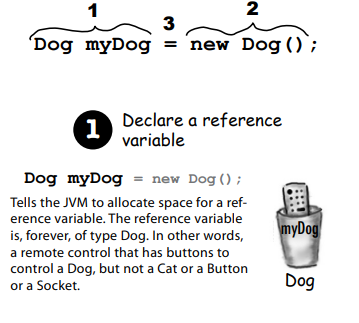 1
2
3
Dog myDog = new Dog();
1
Declare a reference
variable
Dog myDog = new Dog();
Tells the JVM to allocate space for a ref-
erence variable. The reference variable
is, forever, of type Dog. In other words,
a remote control that has buttons to
control a Dog, but not a Cat or a Button
or a Socket.
myDog
Dog